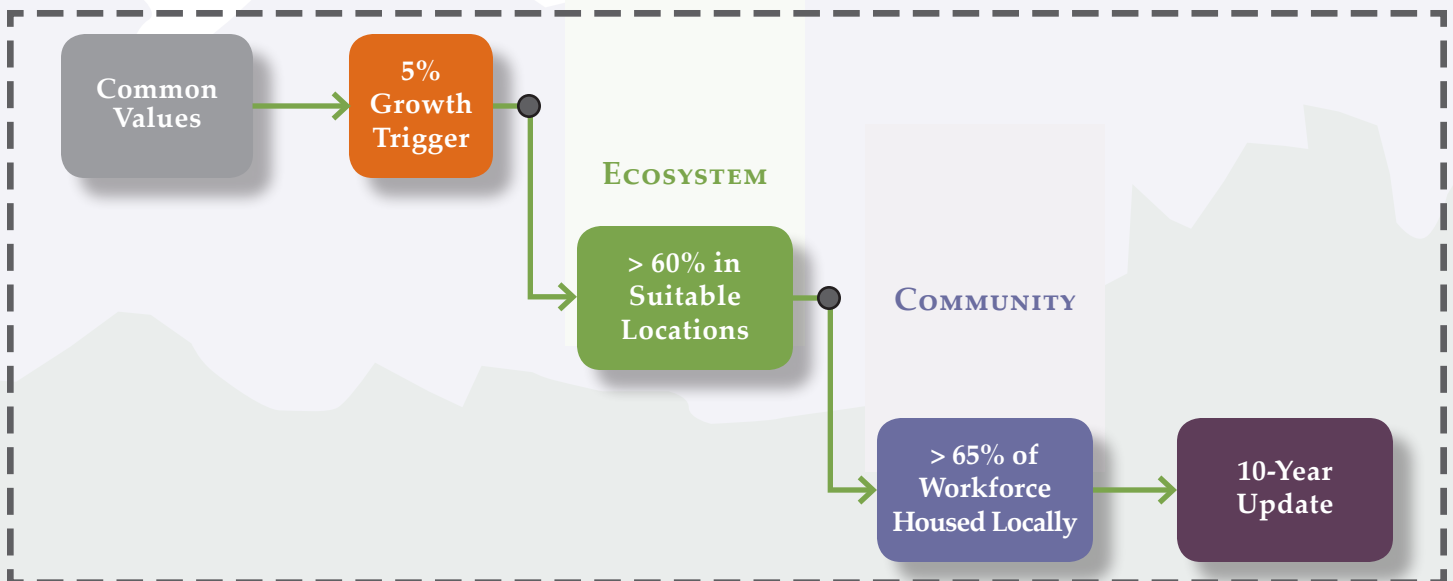 Common
Values
5%
Growth
Trigger
Ecosystem
> 60% in
Suitable
Locations
Community
> 65% of
Workforce
Housed Locally
10-Year
Update